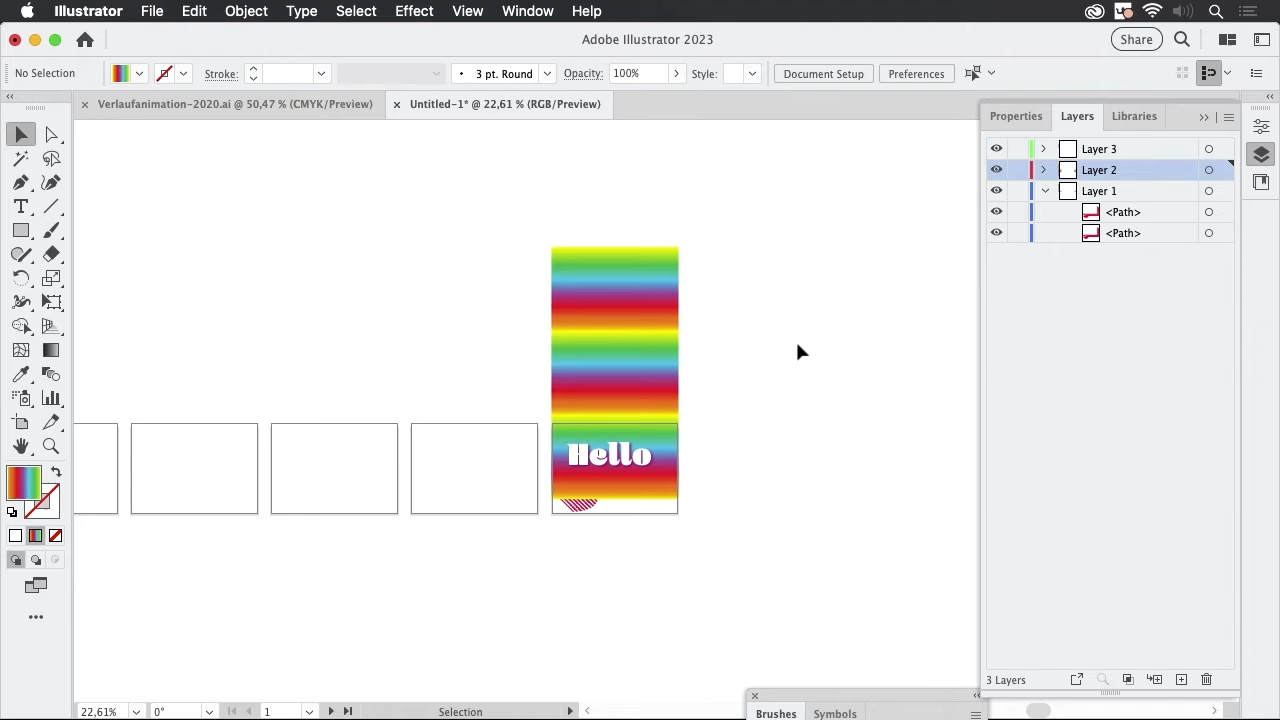 Illustrator File Edit Object Type Select Effect View Window Help
Adobe Illustrator 2023
Share
No Selection
Stroke:
3 pt. Round
Opacity:
100%
Style:
Document Setup
Preferences
Verlaufanimation-2020.ai @ 50,47 % (CMYK/Preview)
Untitled-1* @ 22,61 % (RGB/Preview)
Properties
Layers
Libraries
Layer 3
Layer 2
Layer 1
<Path>
<Path>
Hello
3 Layers
22,61%
0°
1
Selection
Brushes
Symbols